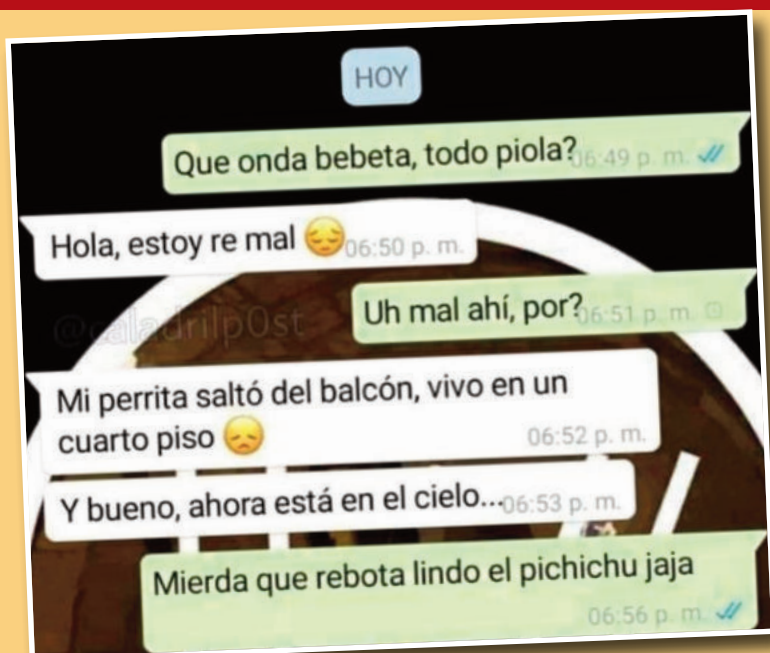 HOY
Que onda bebeta, todo piola? 06:49 p. m.
Hola, estoy re mal 06:50 p. m.
@caladrilp0st
Uh mal ahí, por? 06:51 p. m.
Mi perrita saltó del balcón, vivo en un
cuarto piso 06:52 p. m.
Y bueno, ahora está en el cielo... 06:53 p. m.
Mierda que rebota lindo el pichichu jaja
06:56 p. m.